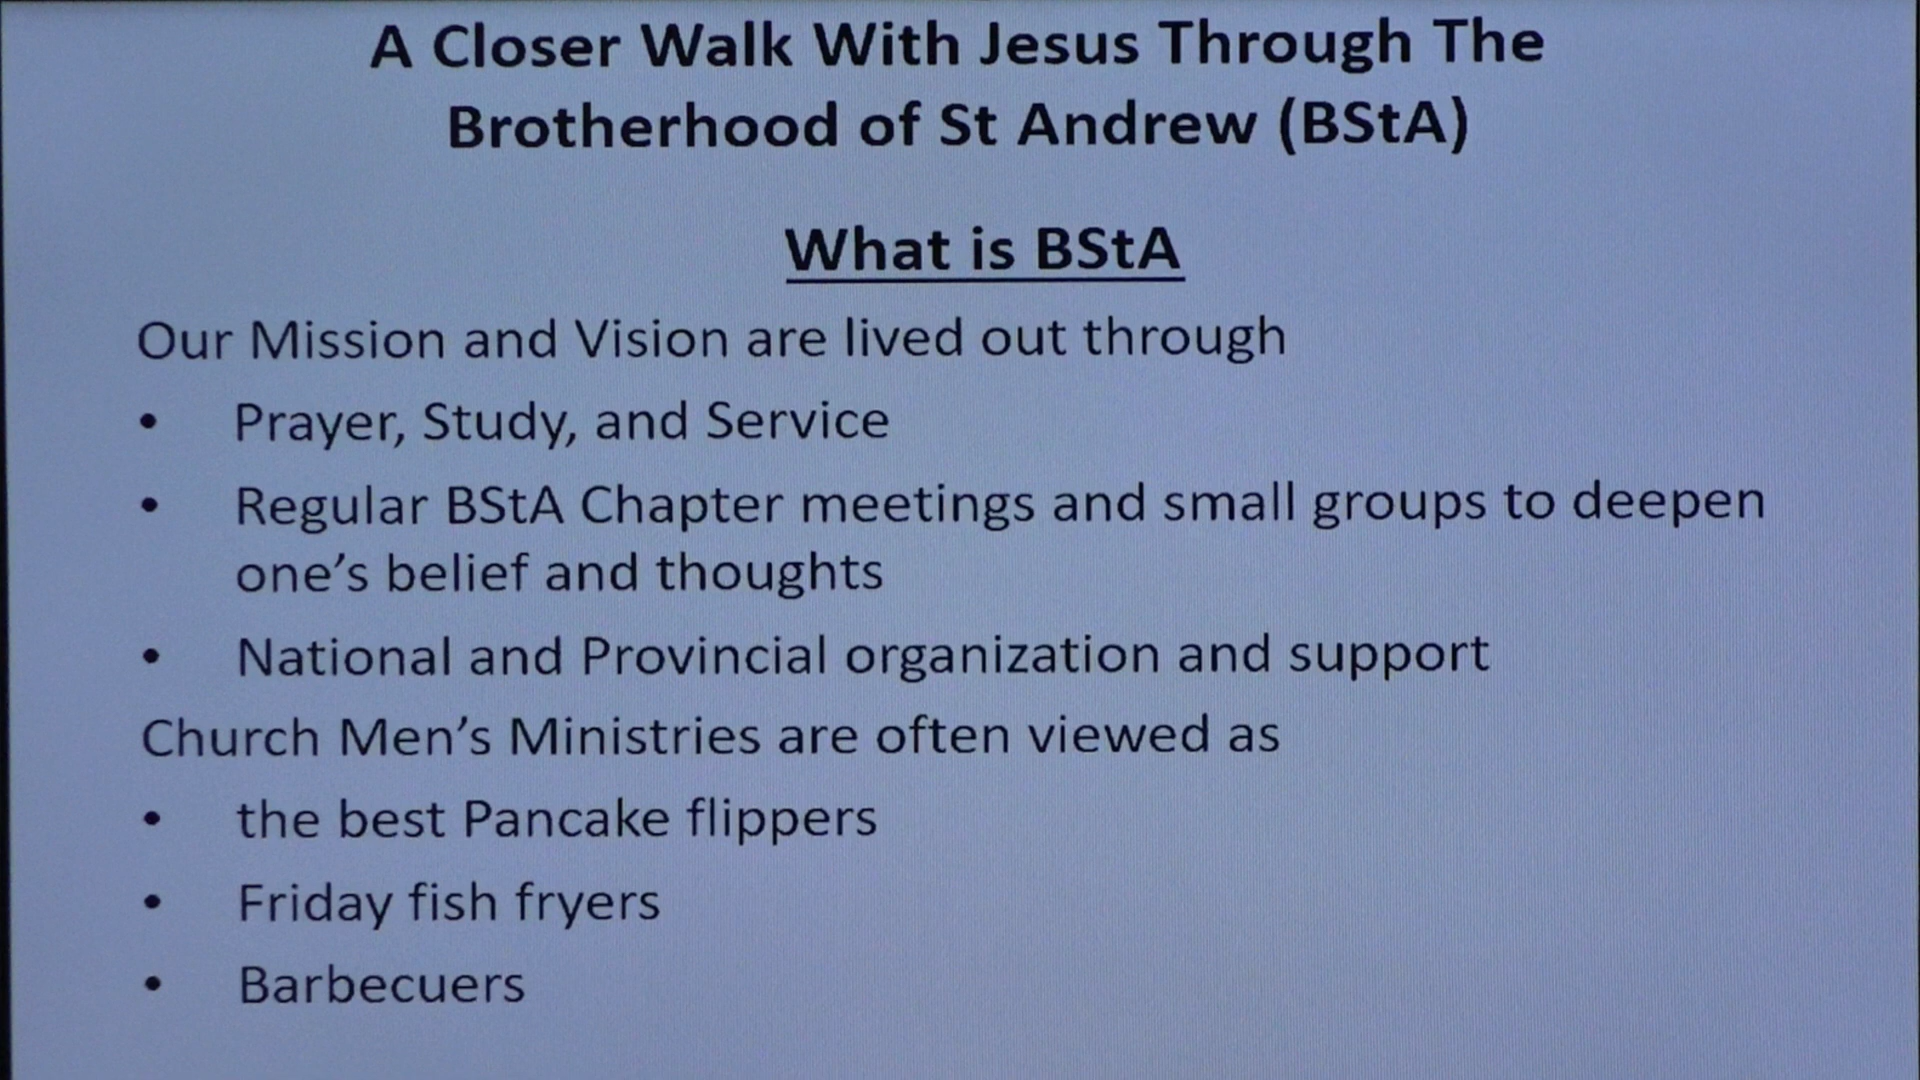 A Closer Walk With Jesus Through The
Brotherhood of St Andrew (BStA)
What is BStA
Our Mission and Vision are lived out through
• Prayer, Study, and Service
• Regular BStA Chapter meetings and small groups to deepen
one’s belief and thoughts
• National and Provincial organization and support
Church Men’s Ministries are often viewed as
• the best Pancake flippers
• Friday fish fryers
• Barbecuers